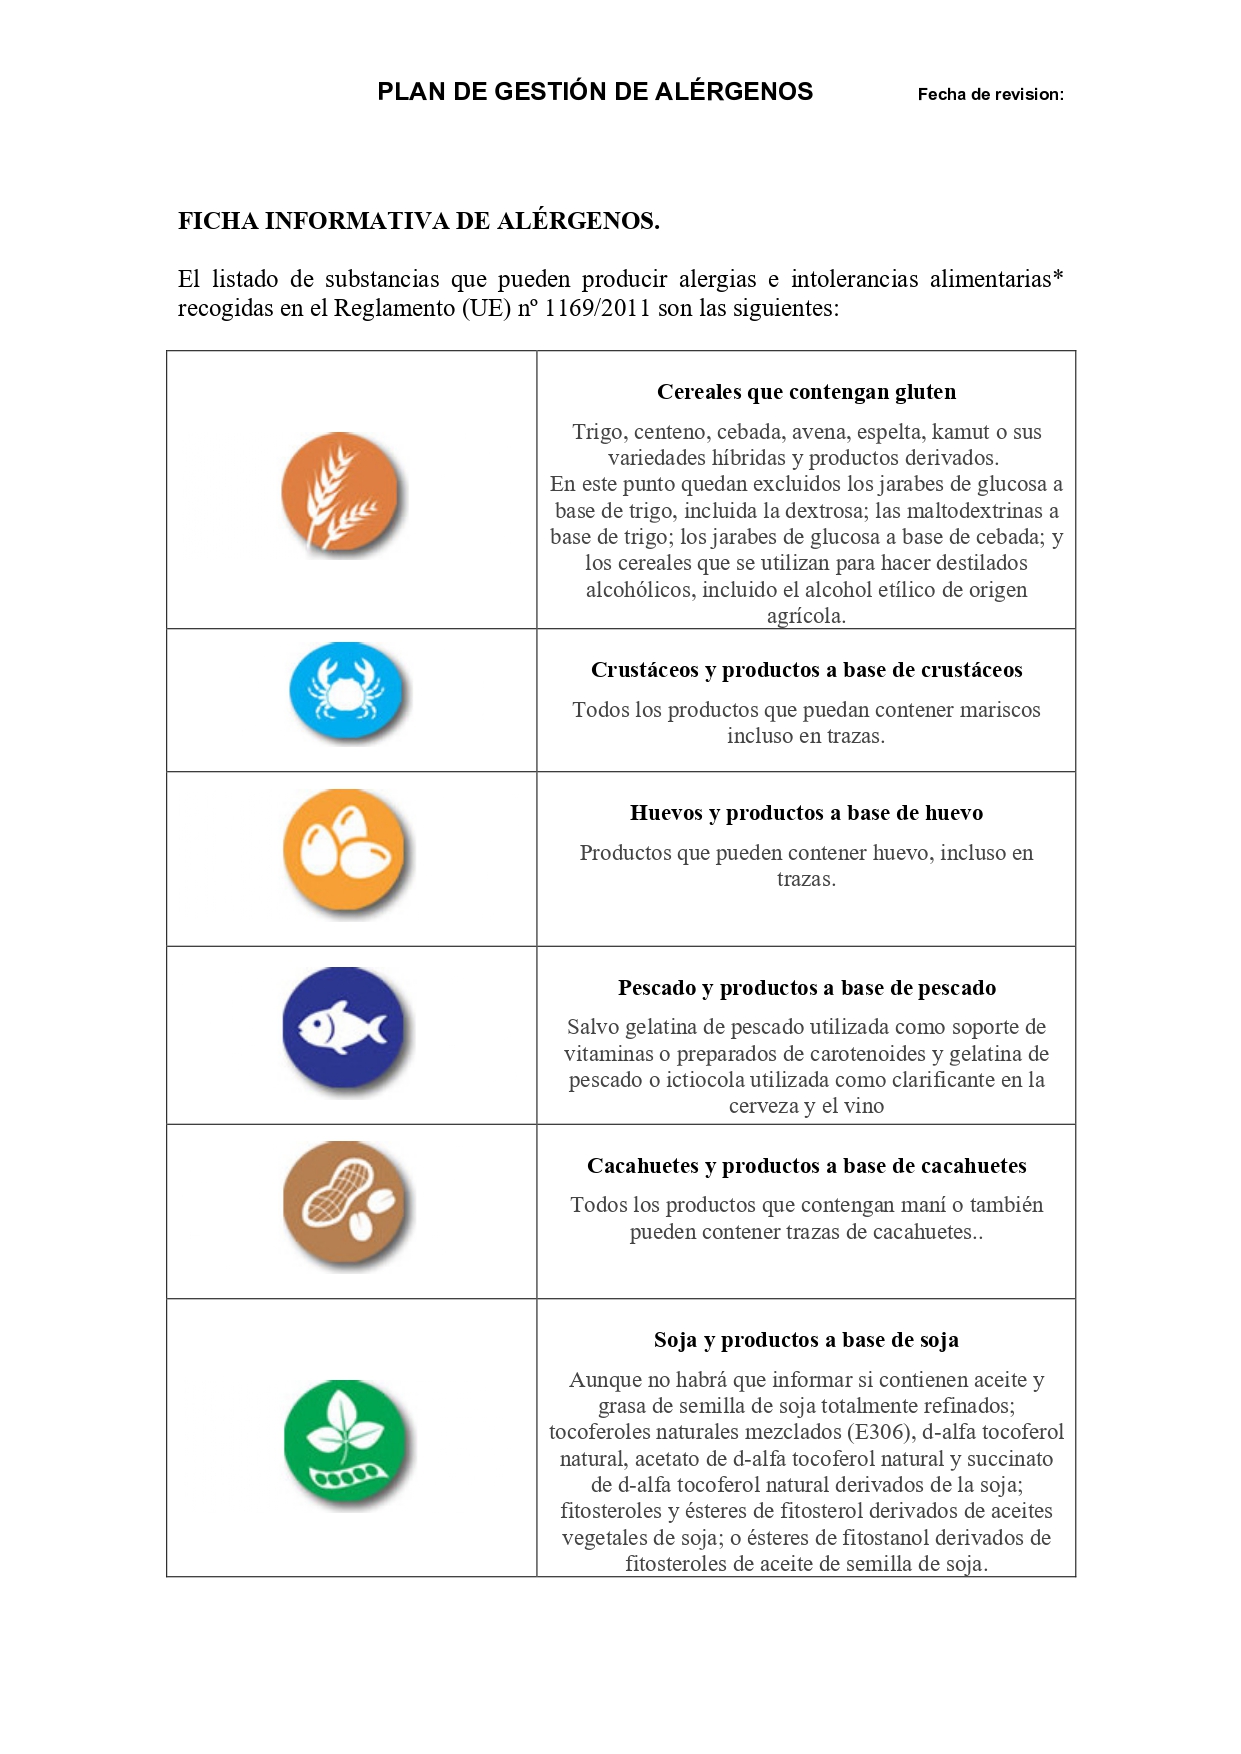 PLAN DE GESTIÓN DE ALÉRGENOS Fecha de revision:
FICHA INFORMATIVA DE ALÉRGENOS.
El listado de substancias que pueden producir alergias e intolerancias alimentarias*
recogidas en el Reglamento (UE) nº 1169/2011 son las siguientes:
Cereales que contengan gluten
Trigo, centeno, cebada, avena, espelta, kamut o sus
variedades híbridas y productos derivados.
En este punto quedan excluidos los jarabes de glucosa a
base de trigo, incluida la dextrosa; las maltodextrinas a
base de trigo; los jarabes de glucosa a base de cebada; y
los cereales que se utilizan para hacer destilados
alcohólicos, incluido el alcohol etílico de origen
agrícola.
Crustáceos y productos a base de crustáceos
Todos los productos que puedan contener mariscos
incluso en trazas.
Huevos y productos a base de huevo
Productos que pueden contener huevo, incluso en
trazas.
Pescado y productos a base de pescado
Salvo gelatina de pescado utilizada como soporte de
vitaminas o preparados de carotenoides y gelatina de
pescado o ictiocola utilizada como clarificante en la
cerveza y el vino
Cacahuetes y productos a base de cacahuetes
Todos los productos que contengan maní o también
pueden contener trazas de cacahuetes..
Soja y productos a base de soja
Aunque no habrá que informar si contienen aceite y
grasa de semilla de soja totalmente refinados;
tocoferoles naturales mezclados (E306), d-alfa tocoferol
natural, acetato de d-alfa tocoferol natural y succinato
de d-alfa tocoferol natural derivados de la soja;
fitosteroles y ésteres de fitosterol derivados de aceites
vegetales de soja; o ésteres de fitostanol derivados de
fitosteroles de aceite de semilla de soja.